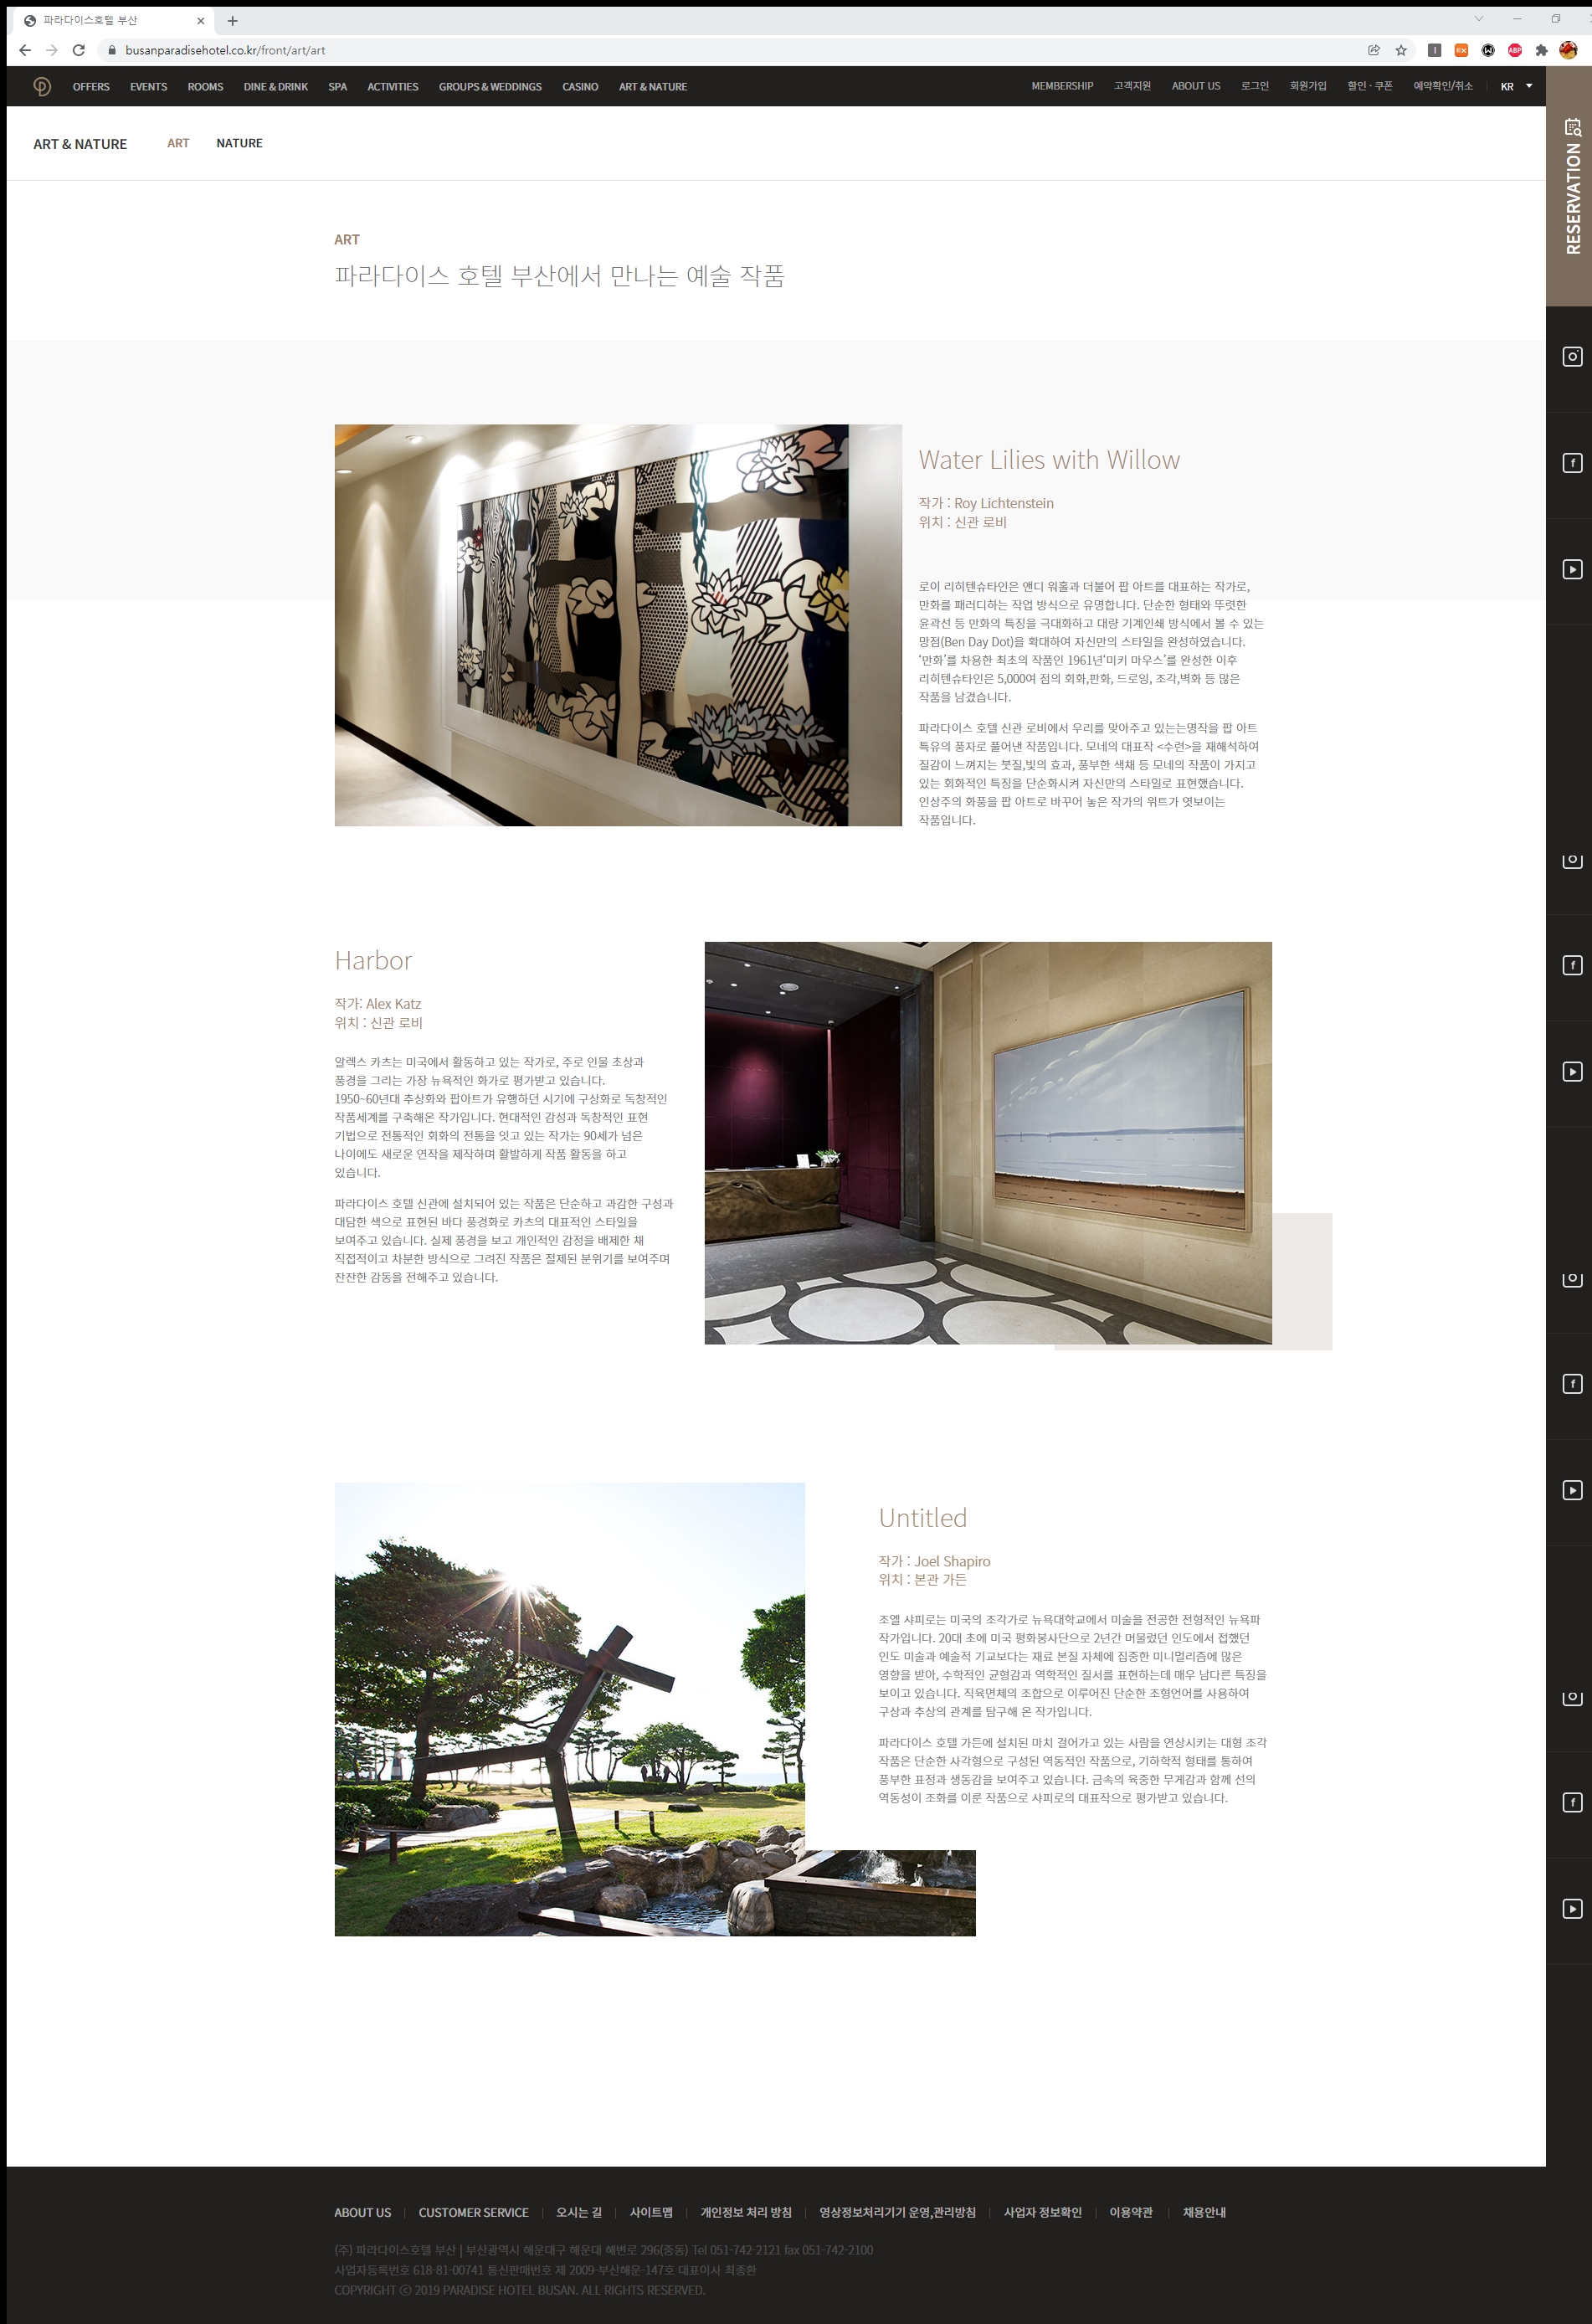 파라다이스호텔 부산
busanparadisehotel.co.kr/front/art/art
OFFERS EVENTS ROOMS DINE & DRINK SPA ACTIVITIES GROUPS & WEDDINGS CASINO ART & NATURE MEMBERSHIP 고객지원 ABOUT US 로그인 회원가입 할인 · 쿠폰 예약확인/취소 KR
RESERVATION
ART & NATURE ART NATURE
ART
파라다이스 호텔 부산에서 만나는 예술 작품
Water Lilies with Willow
작가 : Roy Lichtenstein
위치 : 신관 로비
로이 리히텐슈타인은 앤디 워홀과 더불어 팝 아트를 대표하는 작가로,
만화를 패러디하는 작업 방식으로 유명합니다. 단순한 형태와 뚜렷한
윤곽선 등 만화의 특징을 극대화하고 대량 기계인쇄 방식에서 볼 수 있는
망점(Ben Day Dot)을 확대하여 자신만의 스타일을 완성하였습니다.
‘만화’를 차용한 최초의 작품인 1961년‘미키 마우스’를 완성한 이후
리히텐슈타인은 5,000여 점의 회화,판화, 드로잉, 조각,벽화 등 많은
작품을 남겼습니다.
파라다이스 호텔 신관 로비에서 우리를 맞아주고 있는는명작을 팝 아트
특유의 풍자로 풀어낸 작품입니다. 모네의 대표작 <수련>을 재해석하여
질감이 느껴지는 붓질,빛의 효과, 풍부한 색채 등 모네의 작품이 가지고
있는 회화적인 특징을 단순화시켜 자신만의 스타일로 표현했습니다.
인상주의 화풍을 팝 아트로 바꾸어 놓은 작가의 위트가 엿보이는
작품입니다.
Harbor
작가: Alex Katz
위치 : 신관 로비
알렉스 카츠는 미국에서 활동하고 있는 작가로, 주로 인물 초상과
풍경을 그리는 가장 뉴욕적인 화가로 평가받고 있습니다.
1950~60년대 추상화와 팝아트가 유행하던 시기에 구상화로 독창적인
작품세계를 구축해온 작가입니다. 현대적인 감성과 독창적인 표현
기법으로 전통적인 회화의 전통을 잇고 있는 작가는 90세가 넘은
나이에도 새로운 연작을 제작하며 활발하게 작품 활동을 하고
있습니다.
파라다이스 호텔 신관에 설치되어 있는 작품은 단순하고 과감한 구성과
대담한 색으로 표현된 바다 풍경화로 카츠의 대표적인 스타일을
보여주고 있습니다. 실제 풍경을 보고 개인적인 감정을 배제한 채
직접적이고 차분한 방식으로 그려진 작품은 절제된 분위기를 보여주며
잔잔한 감동을 전해주고 있습니다.
Untitled
작가 : Joel Shapiro
위치 : 본관 가든
조엘 샤피로는 미국의 조각가로 뉴욕대학교에서 미술을 전공한 전형적인 뉴욕파
작가입니다. 20대 초에 미국 평화봉사단으로 2년간 머물렀던 인도에서 접했던
인도 미술과 예술적 기교보다는 재료 본질 자체에 집중한 미니멀리즘에 많은
영향을 받아, 수학적인 균형감과 역학적인 질서를 표현하는데 매우 남다른 특징을
보이고 있습니다. 직육면체의 조합으로 이루어진 단순한 조형언어를 사용하여
구상과 추상의 관계를 탐구해 온 작가입니다.
파라다이스 호텔 가든에 설치된 마치 걸어가고 있는 사람을 연상시키는 대형 조각
작품은 단순한 사각형으로 구성된 역동적인 작품으로, 기하학적 형태를 통하여
풍부한 표정과 생동감을 보여주고 있습니다. 금속의 육중한 무게감과 함께 선의
역동성이 조화를 이룬 작품으로 샤피로의 대표작으로 평가받고 있습니다.
ABOUT US CUSTOMER SERVICE 오시는 길 사이트맵 개인정보 처리 방침 영상정보처리기기 운영,관리방침 사업자 정보확인 이용약관 채용안내
(주) 파라다이스호텔 부산 | 부산광역시 해운대구 해운대 해변로 296(중동) Tel 051-742-2121 fax 051-742-2100
사업자등록번호 618-81-00741 통신판매번호 제 2009-부산해운-147호 대표이사 최종환
COPYRIGHT ⓒ 2019 PARADISE HOTEL BUSAN. ALL RIGHTS RESERVED.